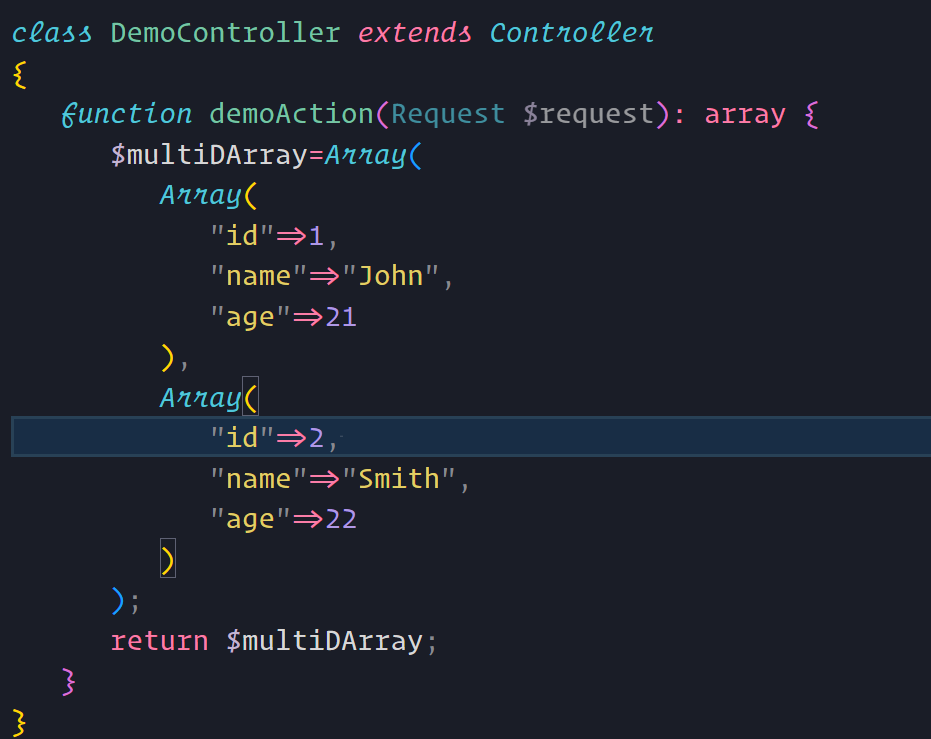 class DemoController extends Controller
{
function demoAction(Request $request): array {
$multiDArray=Array(
Array(
"id"=>1,
"name"=>"John",
"age"=>21
),
Array(
"id"=>2,
"name"=>"Smith",
"age"=>22
)
);
return $multiDArray;
}
}